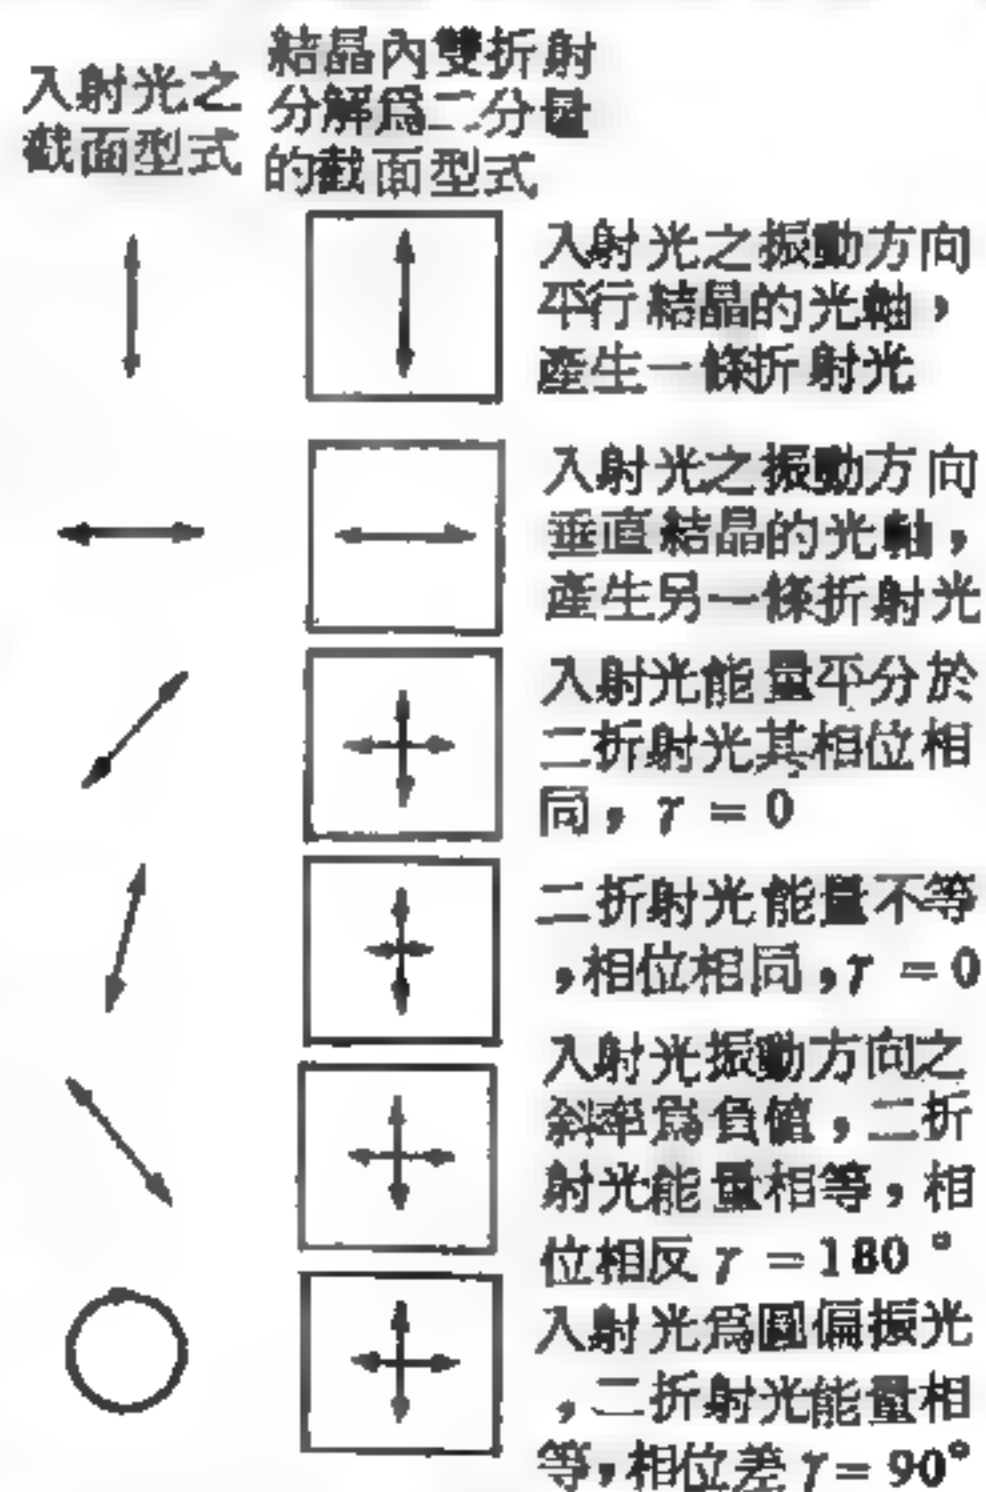 入射光之
截面型式
結晶內雙折射
分解爲二分量
的截面型式
入射光之振動方向
平行結晶的光軸，
產生一條折射光
入射光之振動方向
垂直結晶的光軸，
產生另一條折射光
入射光能量平分於
二折射光其相位相
同，γ = 0
二折射光能量不等
，相位相同，γ = 0
入射光振動方向之
斜率爲負值，二折
射光能量相等，相
位相反 γ = 180 °
入射光爲圓偏振光
，二折射光能量相
等，相位差 γ = 90°